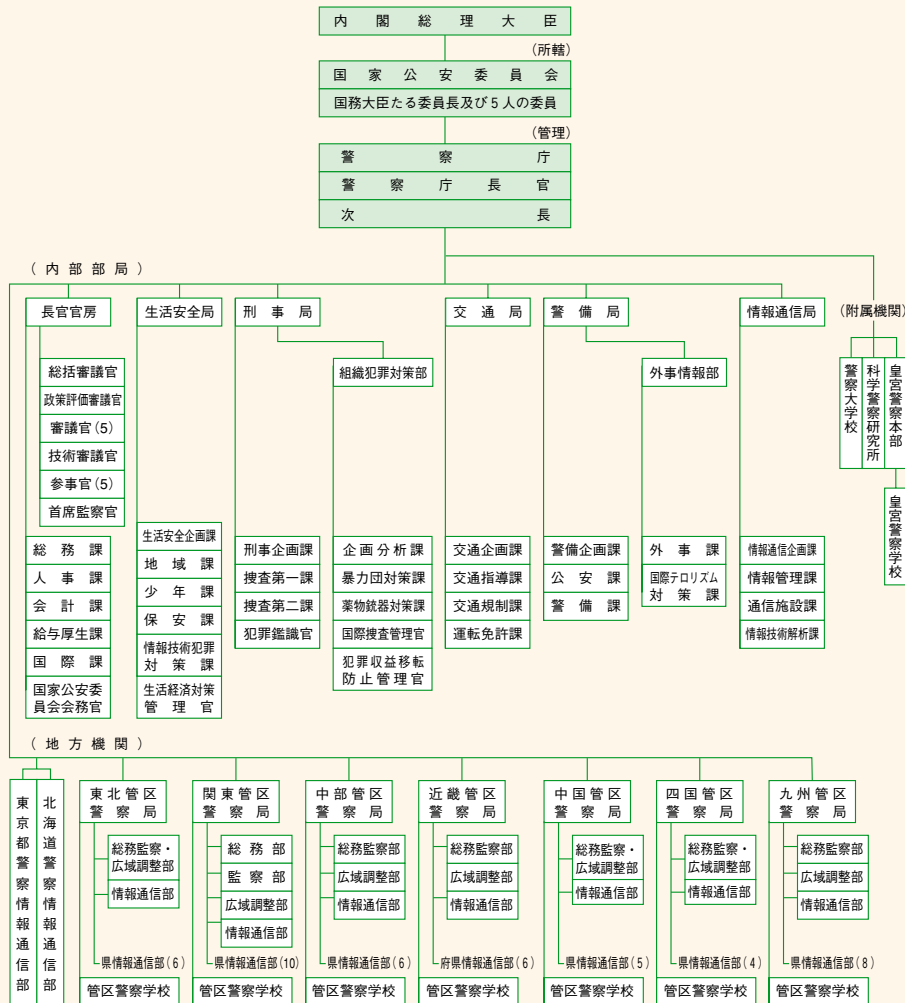 内閣総理大臣
(所轄)
国家公安委員会
国務大臣たる委員長及び5人の委員
(管理)
警察庁
警察庁長官
次長
(内部部局)
長官官房
生活安全局
刑事局
交通局
警備局
情報通信局
(附属機関)
総括審議官
政策評価審議官
審議官(5)
技術審議官
参事官(5)
首席監察官
総務課
人事課
会計課
給与厚生課
国際課
国家公安委
員会会務官
生活安全企画課
地域課
少年課
保安課
情報技術犯罪
対策課
生活経済対策
管理官
刑事企画課
捜査第一課
捜査第二課
犯罪鑑識官
組織犯罪対策部
企画分析課
暴力団対策課
薬物銃器対策課
国際捜査管理官
犯罪収益移転
防止管理官
交通企画課
交通指導課
交通規制課
運転免許課
警備企画課
公安課
警備課
外事情報部
外事課
国際テロリズム
対策課
情報通信企画課
情報管理課
通信施設課
情報技術解析課
警察大学校
科学警察研究所
皇宮警察本部
皇宮警察学校
(地方機関)
東京都警察情報通信部
北海道警察情報通信部
東北管区
警察局
総務監察・
広域調整部
情報通信部
県情報通信部(6)
管区警察学校
関東管区
警察局
総務部
監察部
広域調整部
情報通信部
県情報通信部(10)
管区警察学校
中部管区
警察局
総務監察部
広域調整部
情報通信部
県情報通信部(6)
管区警察学校
近畿管区
警察局
総務監察部
広域調整部
情報通信部
府県情報通信部(6)
管区警察学校
中国管区
警察局
総務監察・
広域調整部
情報通信部
県情報通信部(5)
管区警察学校
四国管区
警察局
総務監察・
広域調整部
情報通信部
県情報通信部(4)
管区警察学校
九州管区
警察局
総務監察部
広域調整部
情報通信部
県情報通信部(8)
管区警察学校